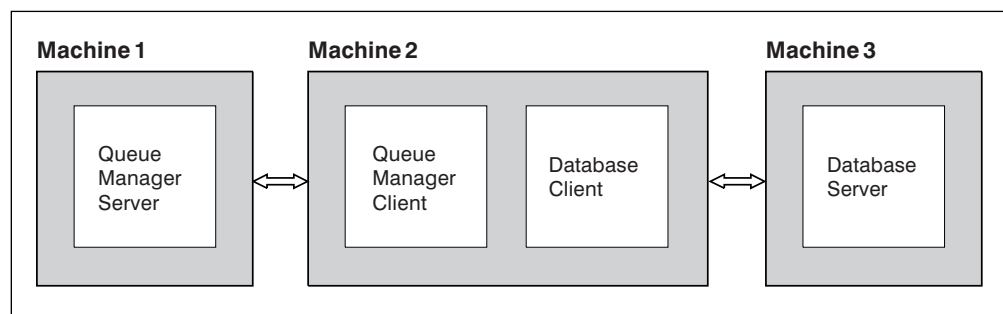 Machine 1
Queue
Manager
Server
Machine 2
Queue
Manager
Client
Database
Client
Machine 3
Database
Server